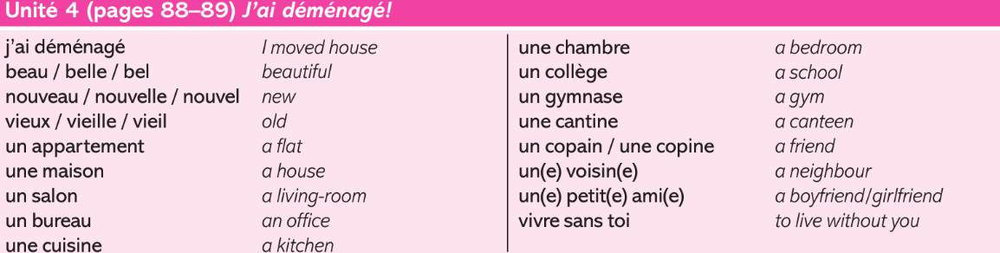 Unité 4 (pages 88–89) J'ai déménagé!
j'ai déménagé I moved house
beau / belle / bel beautiful
nouveau / nouvelle / nouvel new
vieux / vieille / vieil old
un appartement a flat
une maison a house
un salon a living-room
un bureau an office
une cuisine a kitchen
une chambre a bedroom
un collège a school
un gymnase a gym
une cantine a canteen
un copain / une copine a friend
un(e) voisin(e) a neighbour
un(e) petit(e) ami(e) a boyfriend/girlfriend
vivre sans toi to live without you